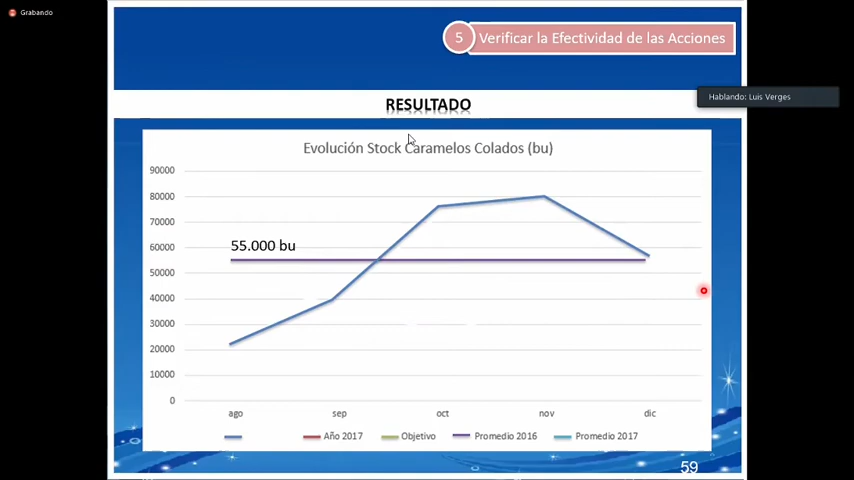 Grabando
5 Verificar la Efectividad de las Acciones
Hablando: Luis Verges
RESULTADO
Evolución Stock Caramelos Colados (bu)
90000
80000
70000
60000
55.000 bu
50000
40000
30000
20000
10000
0
ago sep oct nov dic
Año 2017 Objetivo Promedio 2016 Promedio 2017
59